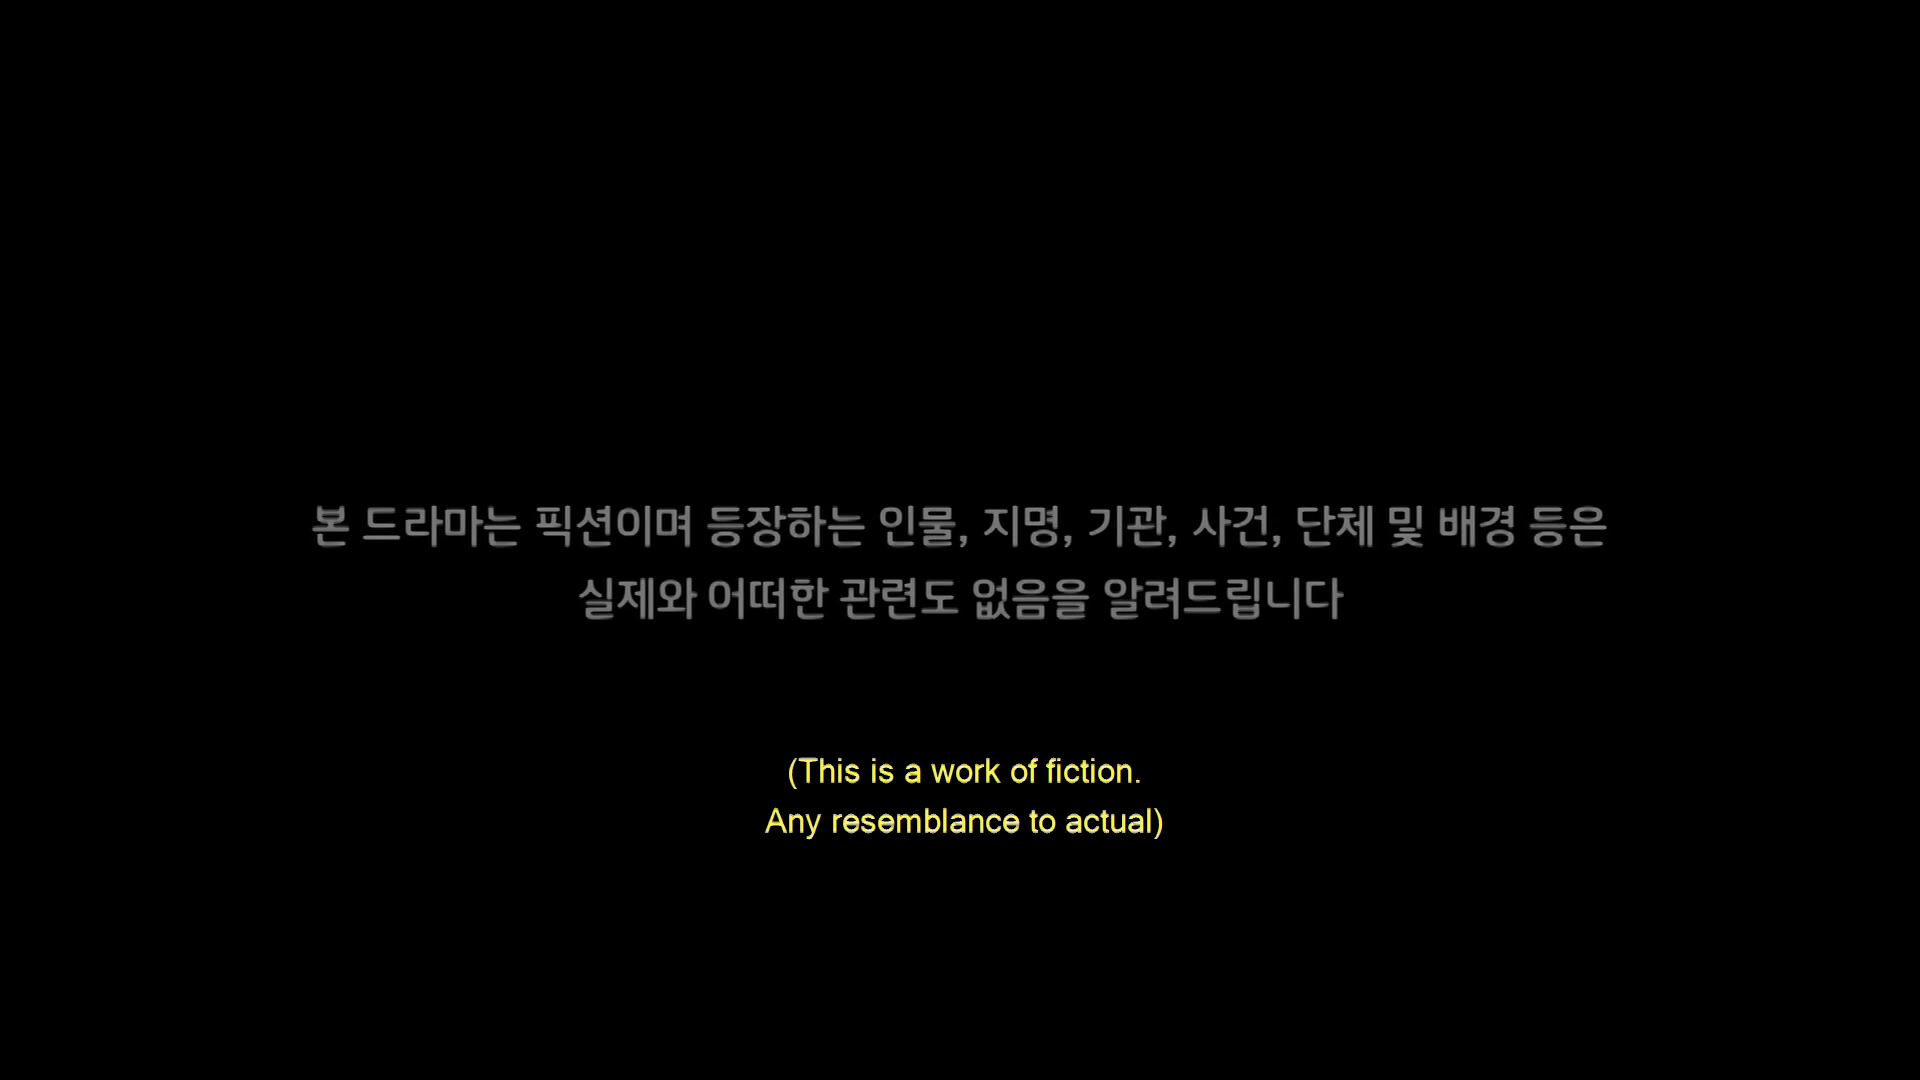 본 드라마는 픽션이며 등장하는 인물, 지명, 기관, 사건, 단체 및 배경 등은
실제와 어떠한 관련도 없음을 알려드립니다
(This is a work of fiction.
Any resemblance to actual)